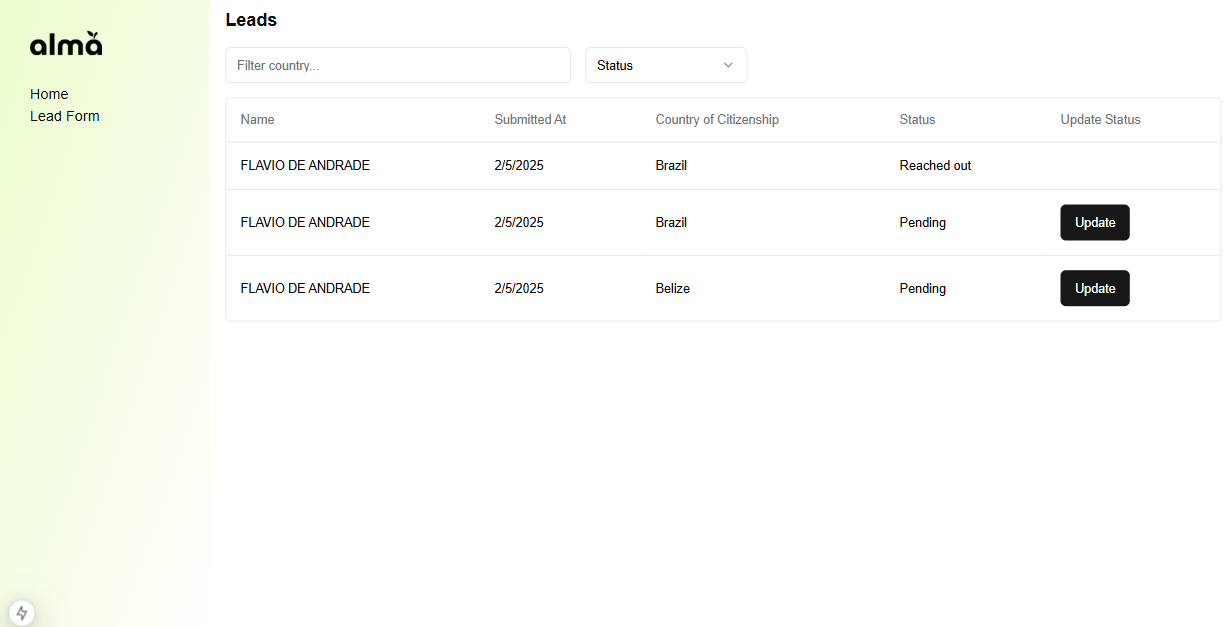 almà
Home
Lead Form
Leads
Filter country...
Status
Name Submitted At Country of Citizenship Status Update Status
FLAVIO DE ANDRADE 2/5/2025 Brazil Reached out
FLAVIO DE ANDRADE 2/5/2025 Brazil Pending Update
FLAVIO DE ANDRADE 2/5/2025 Belize Pending Update